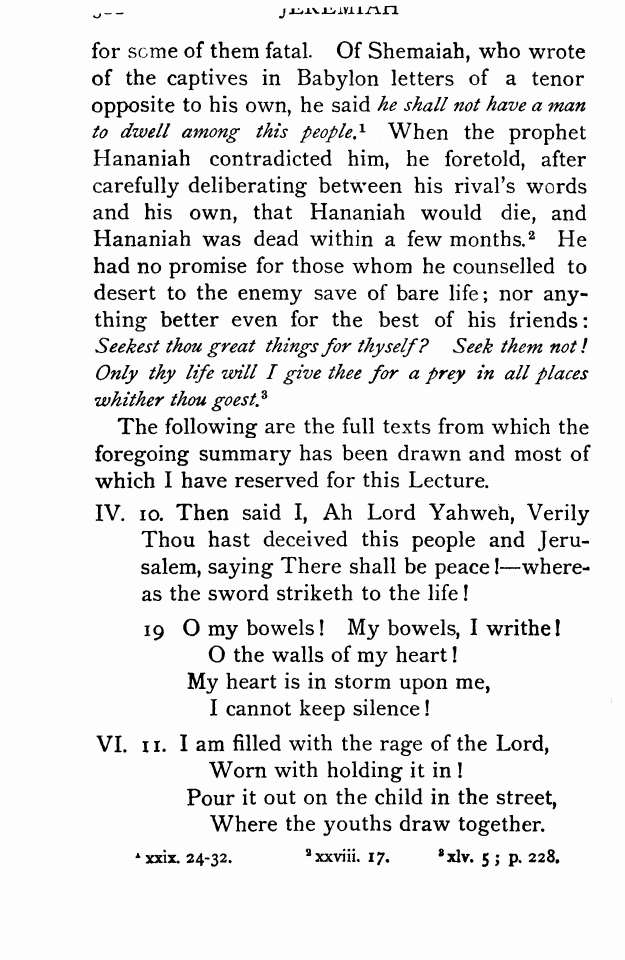 JEREMIAH
for some of them fatal. Of Shemaiah, who wrote
of the captives in Babylon letters of a tenor
opposite to his own, he said he shall not have a man
to dwell among this people.¹ When the prophet
Hananiah contradicted him, he foretold, after
carefully deliberating between his rival's words
and his own, that Hananiah would die, and
Hananiah was dead within a few months.² He
had no promise for those whom he counselled to
desert to the enemy save of bare life; nor any-
thing better even for the best of his friends:
Seekest thou great things for thyself? Seek them not!
Only thy life will I give thee for a prey in all places
whither thou goest.³
The following are the full texts from which the
foregoing summary has been drawn and most of
which I have reserved for this Lecture.
IV. 10. Then said I, Ah Lord Yahweh, Verily
Thou hast deceived this people and Jeru-
salem, saying There shall be peace!—where-
as the sword striketh to the life!
19 O my bowels! My bowels, I writhe!
O the walls of my heart!
My heart is in storm upon me,
I cannot keep silence!
VI. 11. I am filled with the rage of the Lord,
Worn with holding it in!
Pour it out on the child in the street,
Where the youths draw together.
¹ xxix. 24-32. ² xxviii. 17. ³ xlv. 5; p. 228.